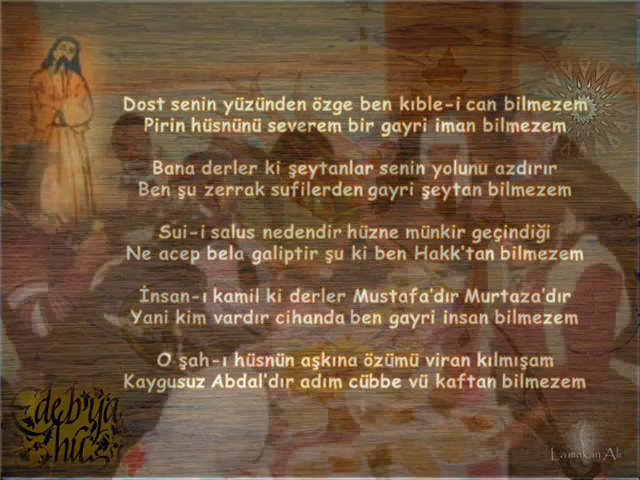 Dost senin yüzünden özge ben kıble-i can bilmezem
Pirin hüsnünü severem bir gayri iman bilmezem
Bana derler ki şeytanlar senin yolunu azdırır
Ben şu zerrak sufilerden gayri şeytan bilmezem
Sui-i salus nedendir hüzne münkir geçindiği
Ne acep bela galiptir şu ki ben Hakk'tan bilmezem
İnsan-ı kamil ki derler Mustafa'dır Murtaza'dır
Yani kim vardır cihanda ben gayri insan bilmezem
O şah-ı hüsnün aşkına özümü viran kılmışam
Kaygusuz Abdal'dır adım cübbe vü kaftan bilmezem
deb'ya
hu
Lamekan Ali